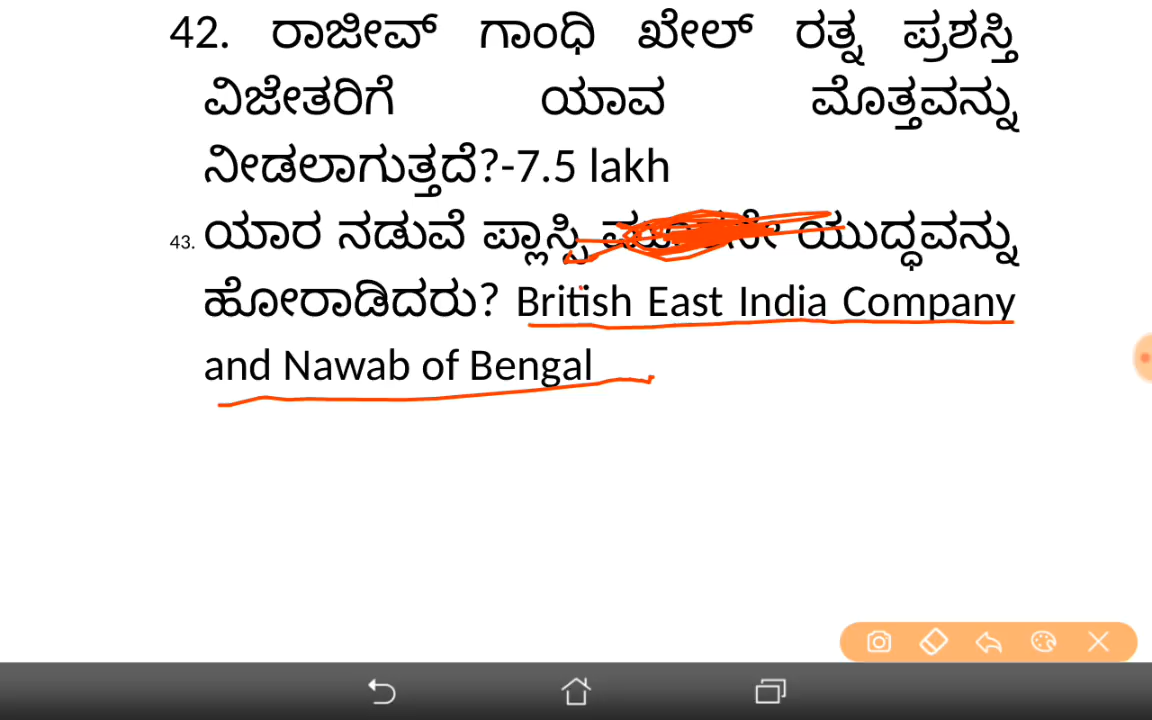 42. ರಾಜೀವ್ ಗಾಂಧಿ ಖೇಲ್ ರತ್ನ ಪ್ರಶಸ್ತಿ
ವಿಜೇತರಿಗೆ ಯಾವ ಮೊತ್ತವನ್ನು
ನೀಡಲಾಗುತ್ತದೆ?-7.5 lakh
43. ಯಾರ ನಡುವೆ ಪ್ಲಾಸ್ಸಿ ಯುದ್ಧವನ್ನು
ಹೋರಾಡಿದರು? British East India Company
and Nawab of Bengal